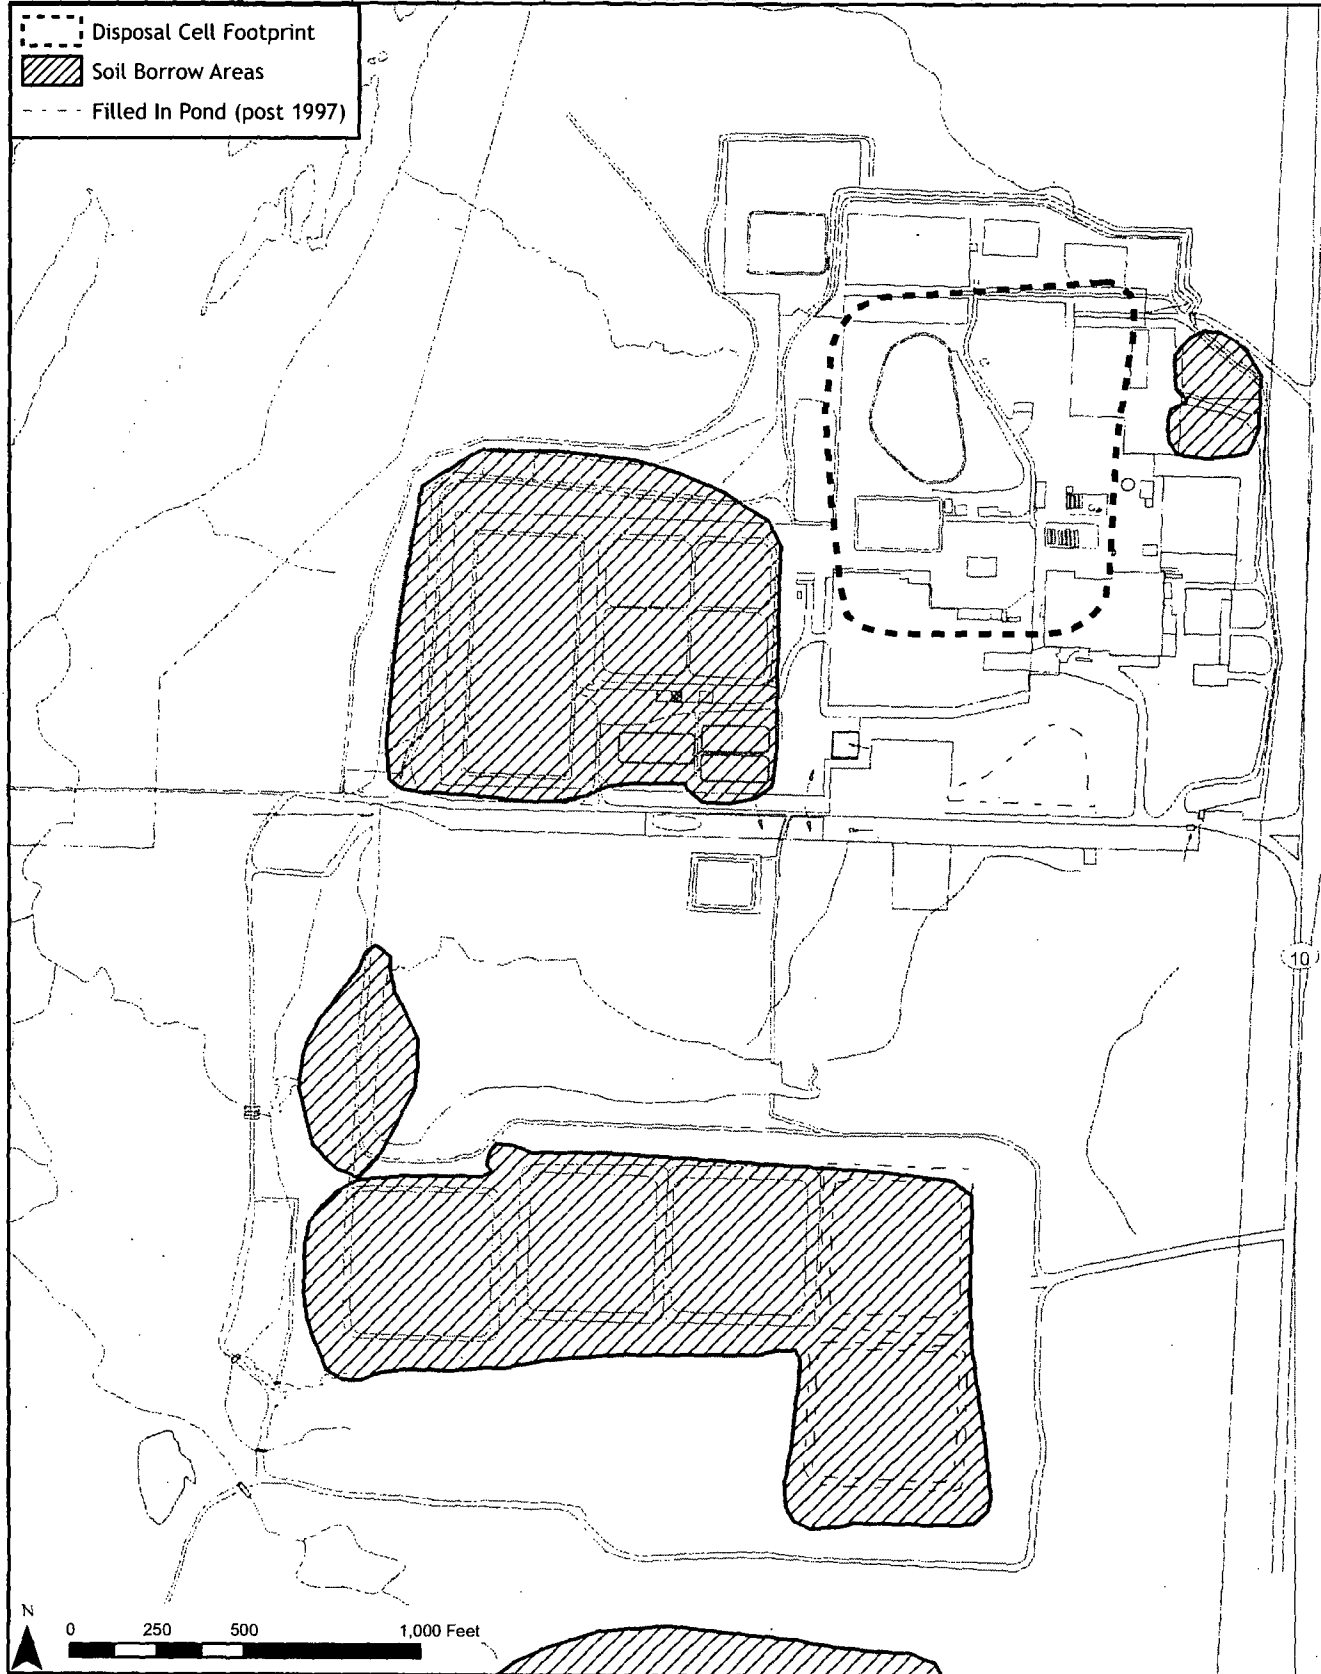 Disposal Cell Footprint
Soil Borrow Areas
Filled In Pond (post 1997)
10
N
0 250 500 1,000 Feet